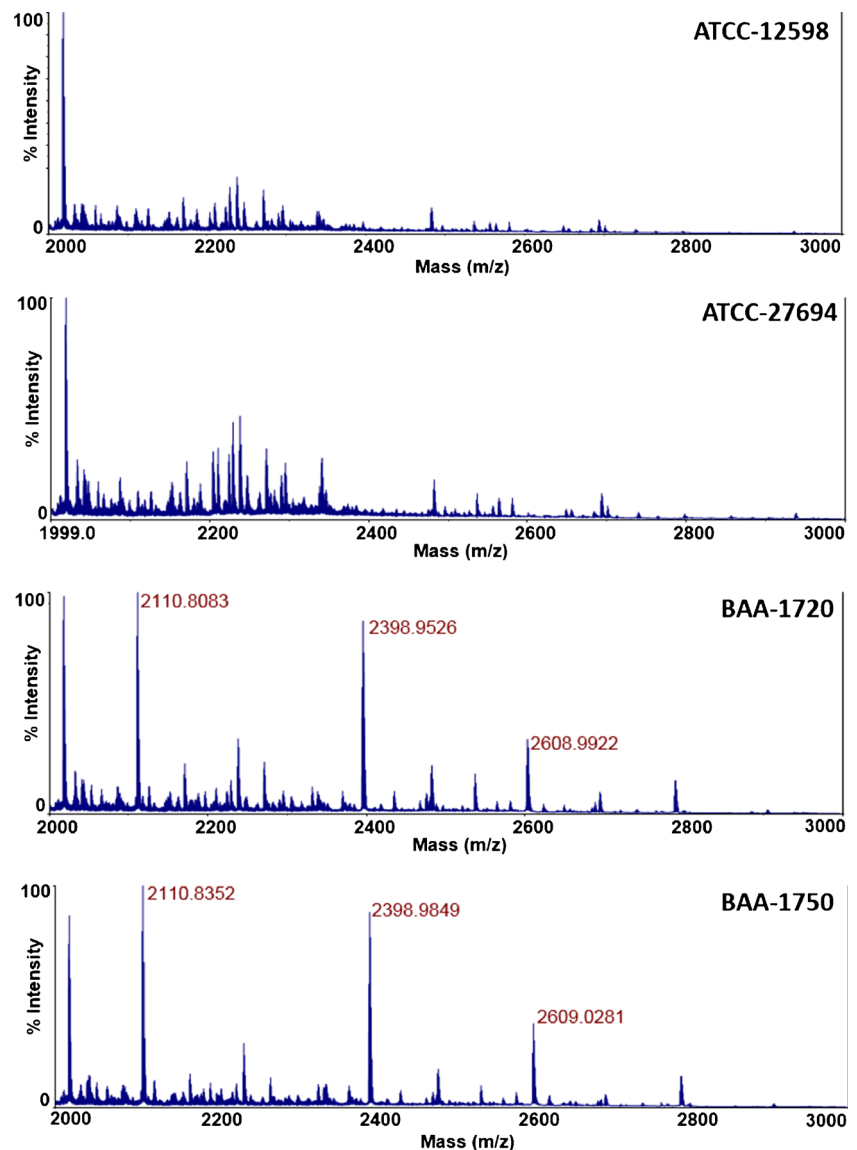 100
ATCC-12598
% Intensity
0
2000 2200 2400 2600 2800 3000
Mass (m/z)
100
ATCC-27694
% Intensity
0
1999.0 2200 2400 2600 2800 3000
Mass (m/z)
100
2110.8083
BAA-1720
2398.9526
% Intensity
2608.9922
0
2000 2200 2400 2600 2800 3000
Mass (m/z)
100
2110.8352
BAA-1750
2398.9849
% Intensity
2609.0281
0
2000 2200 2400 2600 2800 3000
Mass (m/z)